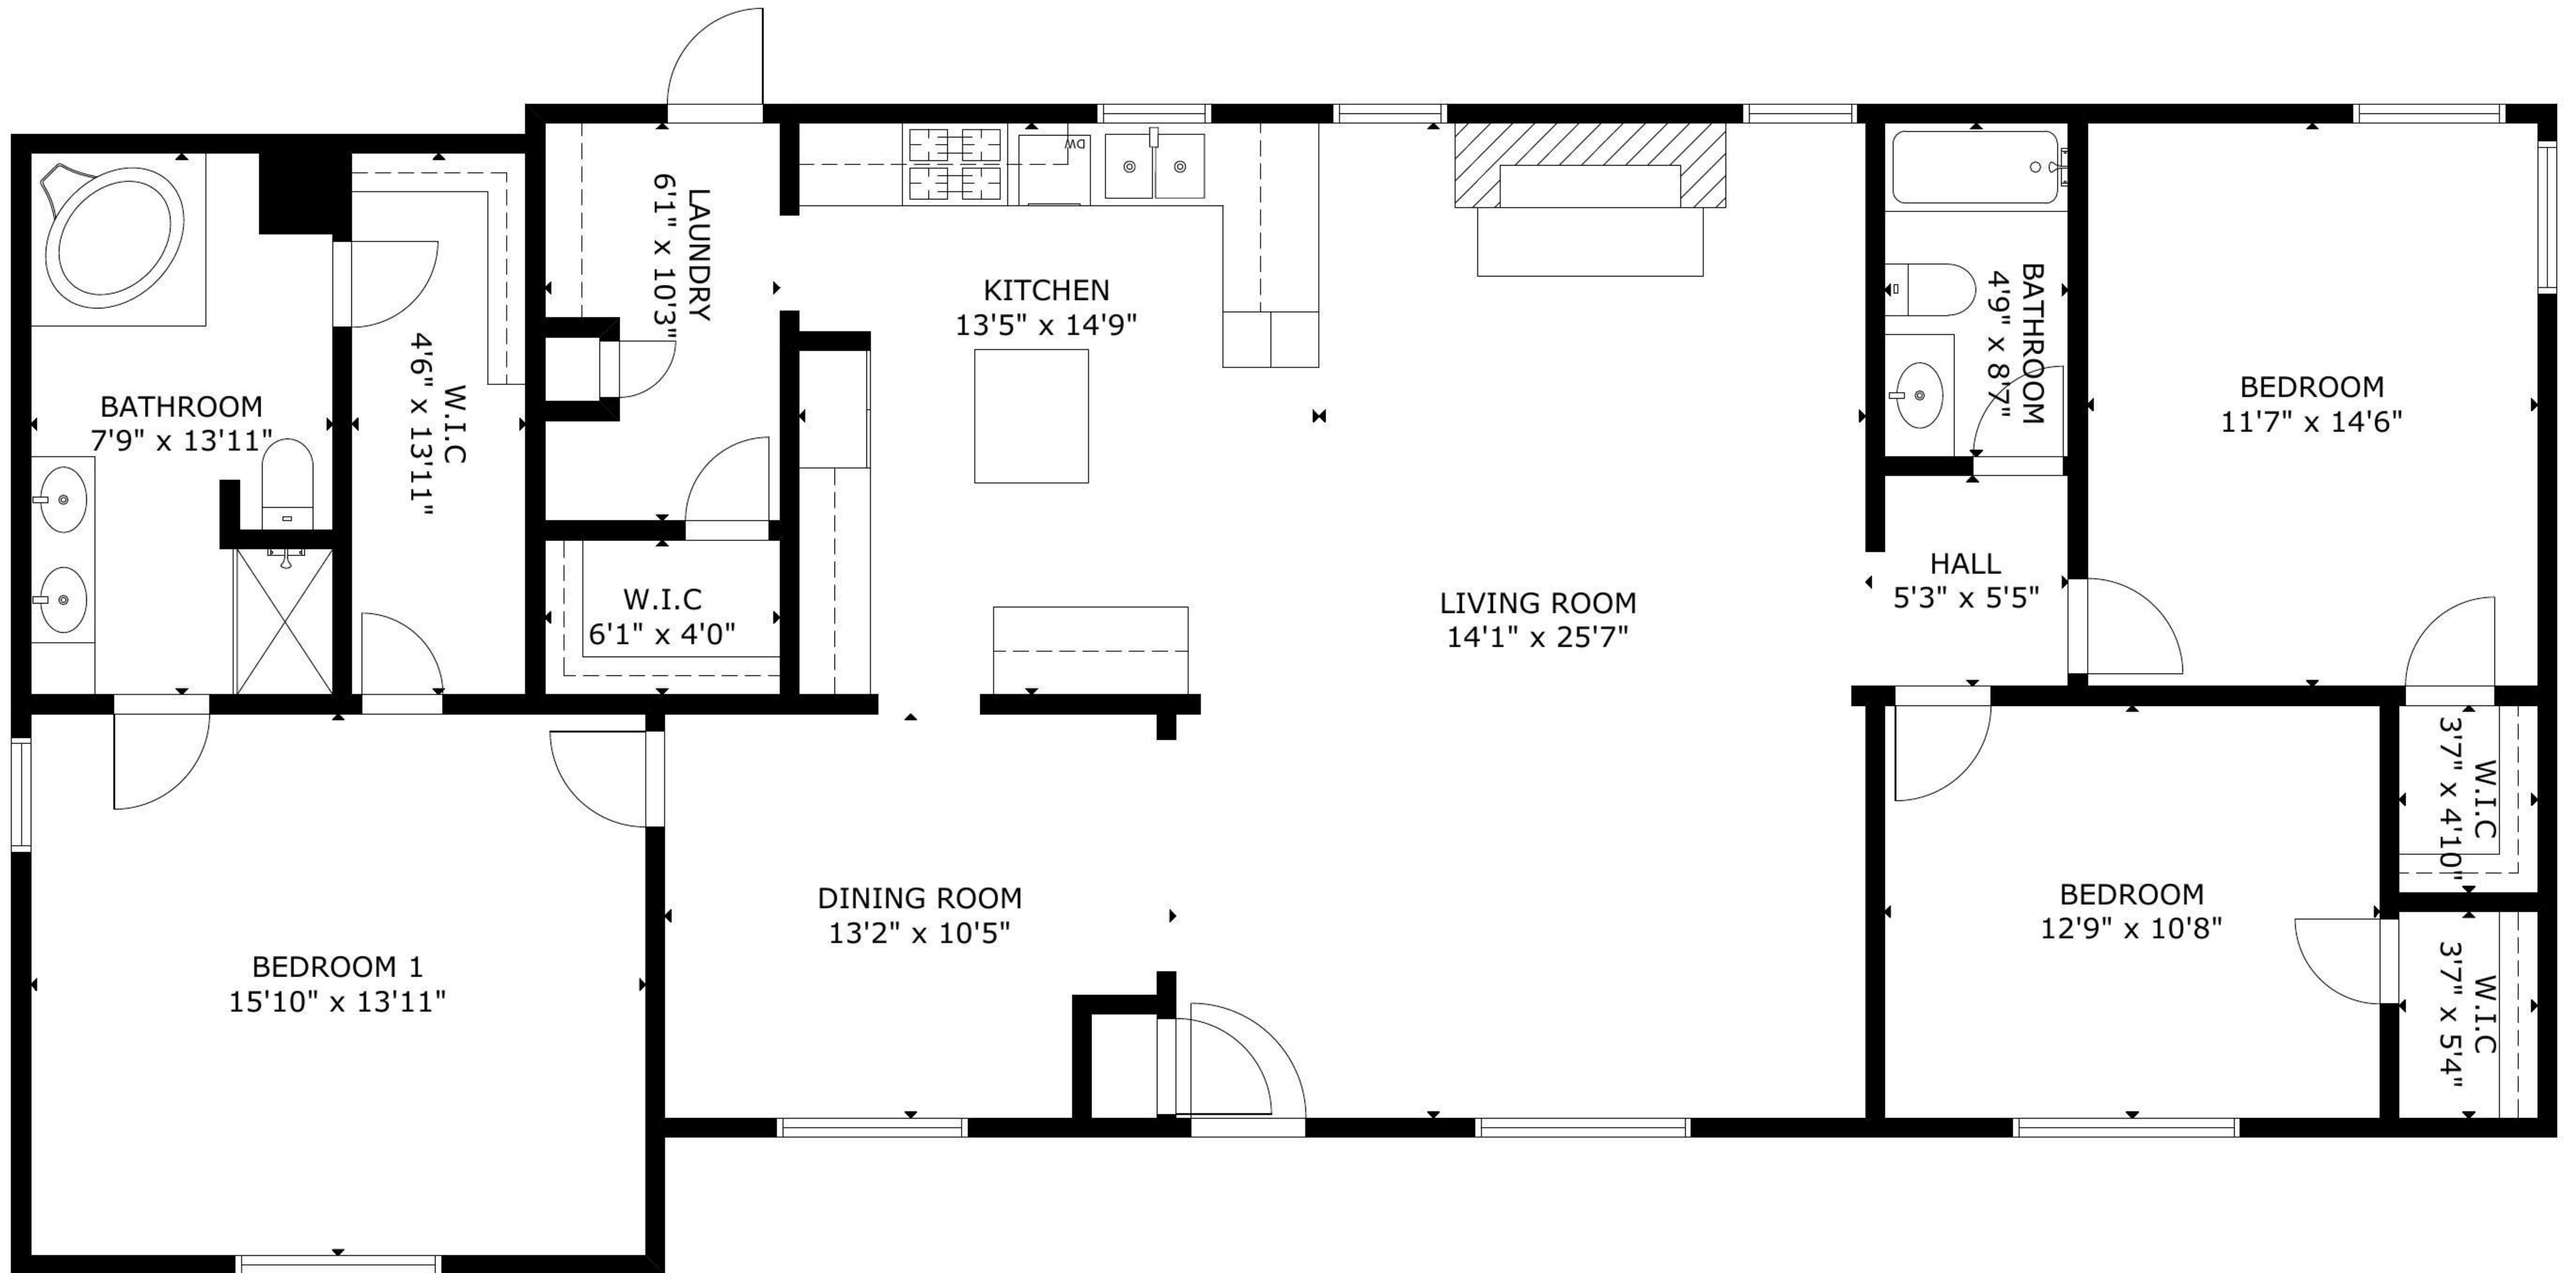 DW
LAUNDRY
6'1" x 10'3"
KITCHEN
13'5" x 14'9"
BATHROOM
4'9" x 8'7"
BEDROOM
11'7" x 14'6"
BATHROOM
7'9" x 13'11"
W.I.C
4'6" x 13'11"
W.I.C
6'1" x 4'0"
LIVING ROOM
14'1" x 25'7"
HALL
5'3" x 5'5"
W.I.C
3'7" x 4'10"
DINING ROOM
13'2" x 10'5"
BEDROOM
12'9" x 10'8"
BEDROOM 1
15'10" x 13'11"
W.I.C
3'7" x 5'4"